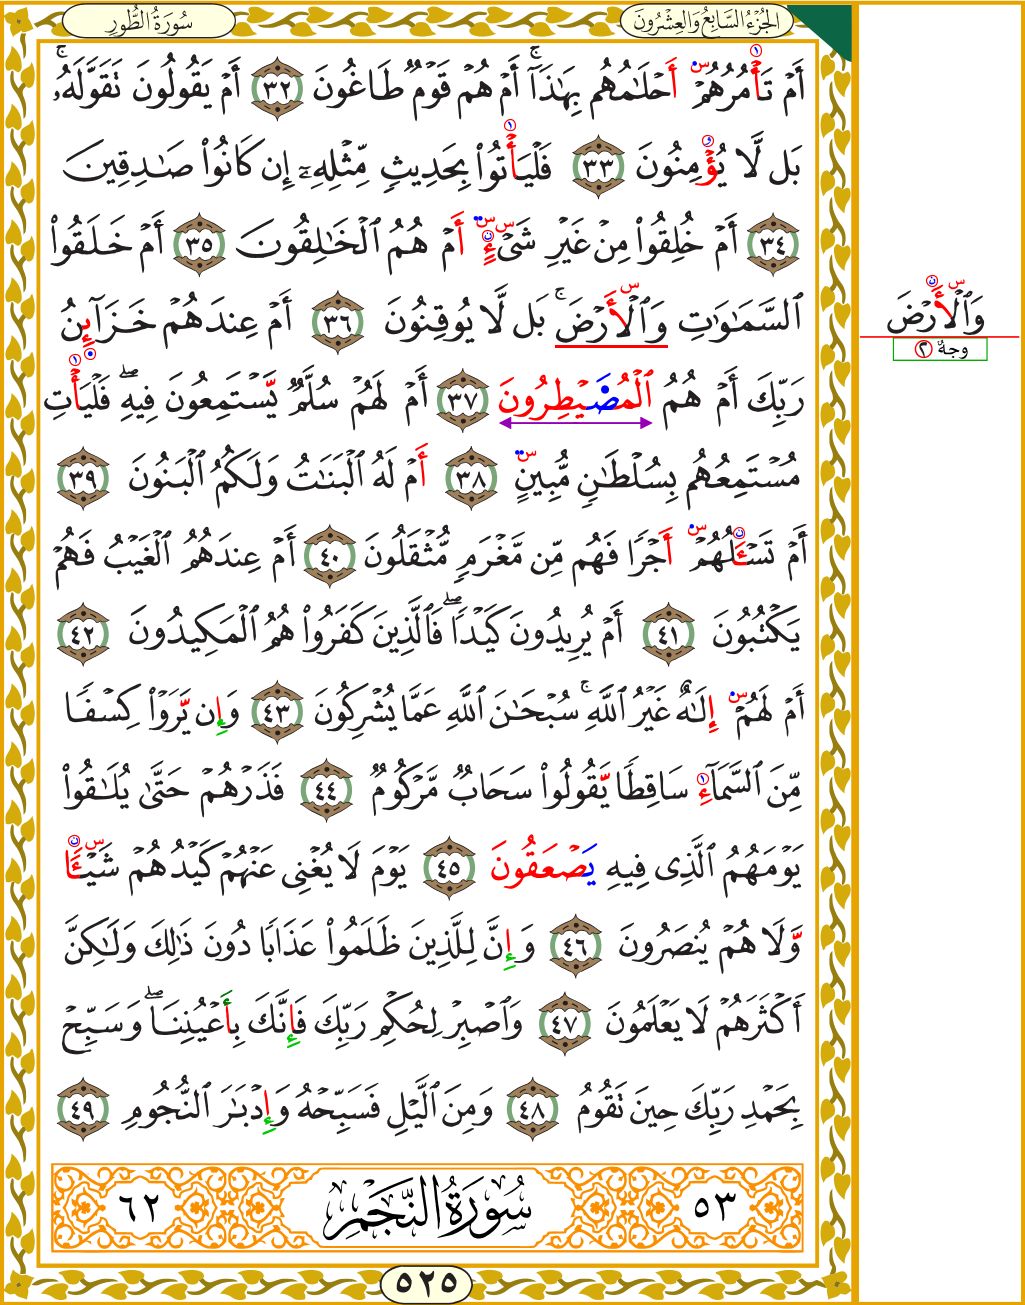 سُورَةُ الطُّورِ
الجُزْءُ السَّابِعُ وَالعِشْرُونَ
أَمْ تَأْمُرُهُمْ أَحْلَـٰمُهُم بِهَـٰذَآ ۚ أَمْ هُمْ قَوْمٌ طَاغُونَ ٣٢ أَمْ يَقُولُونَ تَقَوَّلَهُۥ ۚ
بَل لَّا يُؤْمِنُونَ ٣٣ فَلْيَأْتُوا۟ بِحَدِيثٍ مِّثْلِهِۦٓ إِن كَانُوا۟ صَـٰدِقِينَ
٣٤ أَمْ خُلِقُوا۟ مِنْ غَيْرِ شَىْءٍ أَمْ هُمُ ٱلْخَـٰلِقُونَ ٣٥ أَمْ خَلَقُوا۟
ٱلسَّمَـٰوَٰتِ وَٱلْأَرْضَ ۚ بَل لَّا يُوقِنُونَ ٣٦ أَمْ عِندَهُمْ خَزَآئِنُ
رَبِّكَ أَمْ هُمُ ٱلْمُصَۣيْطِرُونَ ٣٧ أَمْ لَهُمْ سُلَّمٌ يَّسْتَمِعُونَ فِيهِ ۖ فَلْيَأْتِ
مُسْتَمِعُهُم بِسُلْطَـٰنٍ مُّبِينٍ ٣٨ أَمْ لَهُ ٱلْبَنَـٰتُ وَلَكُمُ ٱلْبَنُونَ ٣٩
أَمْ تَسْـَٔلُهُمْ أَجْرًا فَهُم مِّن مَّغْرَمٍ مُّثْقَلُونَ ٤٠ أَمْ عِندَهُمُ ٱلْغَيْبُ فَهُمْ
يَكْتُبُونَ ٤١ أَمْ يُرِيدُونَ كَيْدًا ۖ فَٱلَّذِينَ كَفَرُوا۟ هُمُ ٱلْمَكِيدُونَ ٤٢
أَمْ لَهُمْ إِلَـٰهٌ غَيْرُ ٱللَّهِ ۚ سُبْحَـٰنَ ٱللَّهِ عَمَّا يُشْرِكُونَ ٤٣ وَإِن يَّرَوْا۟ كِسْفًا
مِّنَ ٱلسَّمَآءِ سَاقِطًا يَّقُولُوا۟ سَحَابٌ مَّرْكُومٌ ٤٤ فَذَرْهُمْ حَتَّىٰ يُلَـٰقُوا۟
يَوْمَهُمُ ٱلَّذِى فِيهِ يَصْعَقُونَ ٤٥ يَوْمَ لَا يُغْنِى عَنْهُمْ كَيْدُهُمْ شَيْـًٔا
وَّلَا هُمْ يُنصَرُونَ ٤٦ وَإِنَّ لِلَّذِينَ ظَلَمُوا۟ عَذَابًا دُونَ ذَٰلِكَ وَلَـٰكِنَّ
أَكْثَرَهُمْ لَا يَعْلَمُونَ ٤٧ وَٱصْبِرْ لِحُكْمِ رَبِّكَ فَإِنَّكَ بِأَعْيُنِنَا ۖ وَسَبِّحْ
بِحَمْدِ رَبِّكَ حِينَ تَقُومُ ٤٨ وَمِنَ ٱلَّيْلِ فَسَبِّحْهُ وَإِدْبَـٰرَ ٱلنُّجُومِ ٤٩
٥٣ سُورَةُ النَّجْمِ ٦٢
٥٢٥
وَٱلْأَرْضَ
وجهٌ ٢